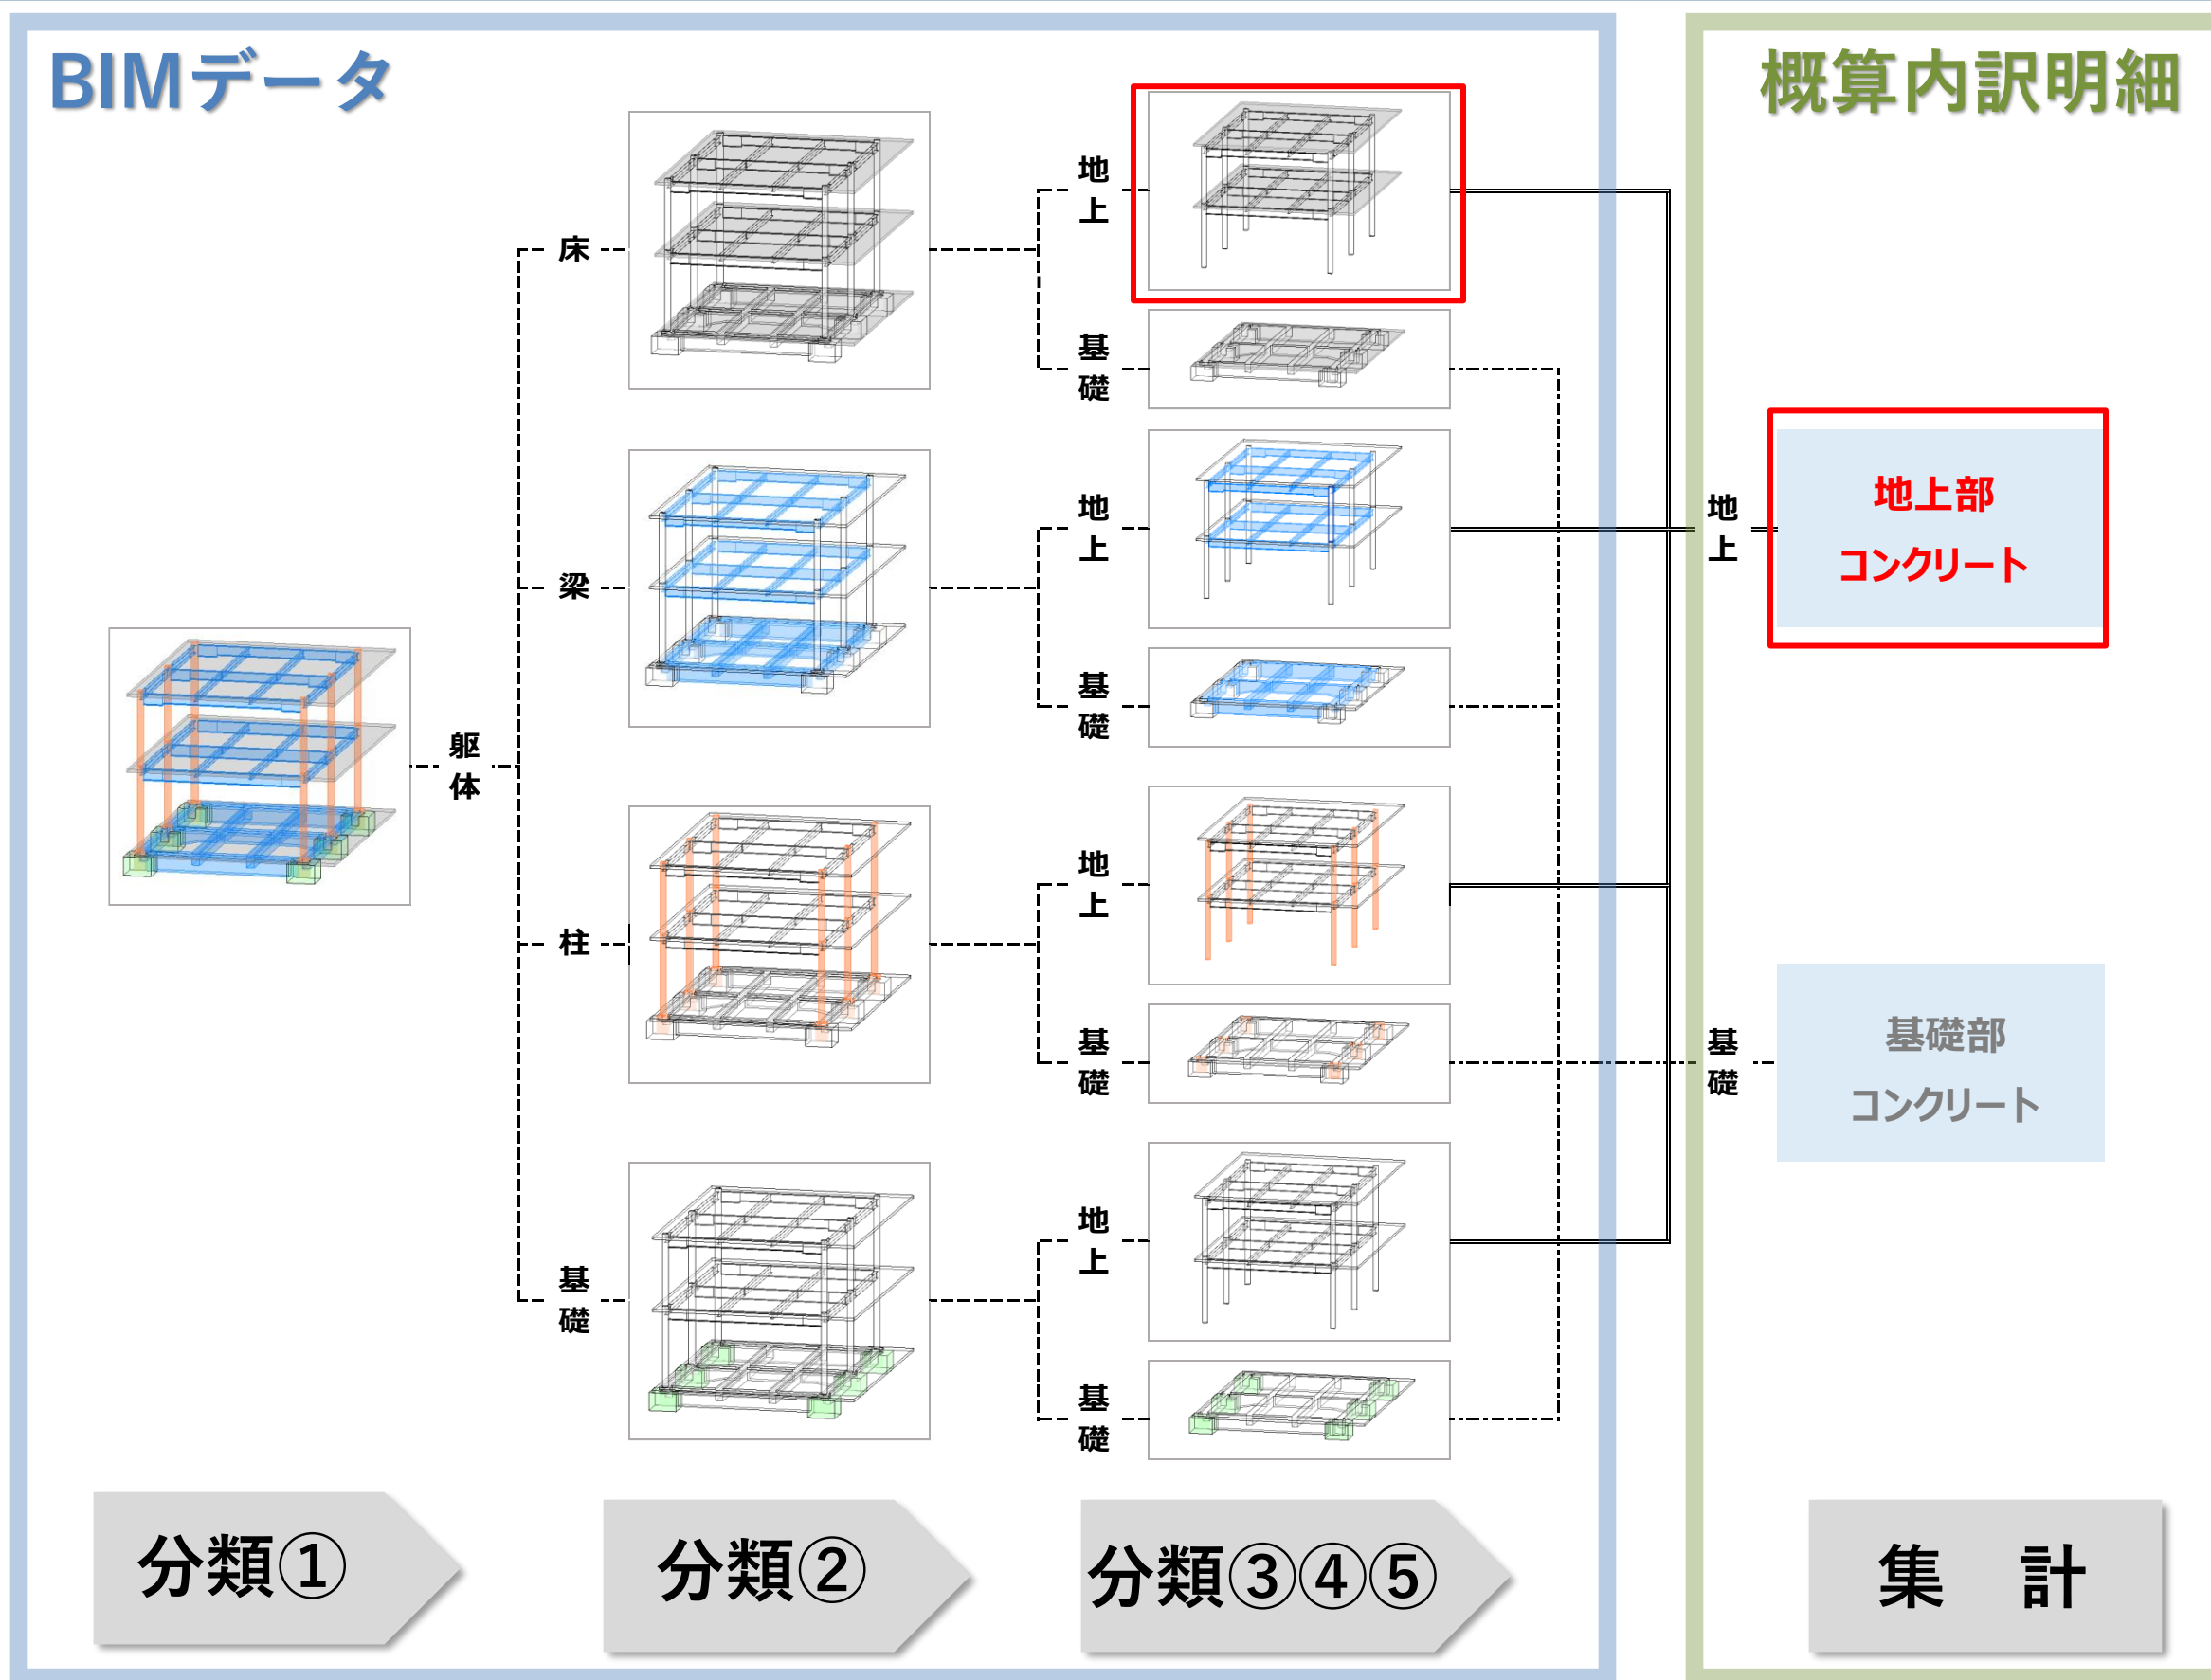 BIMデータ
概算内訳明細
躯体
床
梁
柱
基礎
地上
基礎
地上
基礎
地上
基礎
地上
基礎
地上
地上部
コンクリート
基礎
基礎部
コンクリート
分類①
分類②
分類③④⑤
集　計